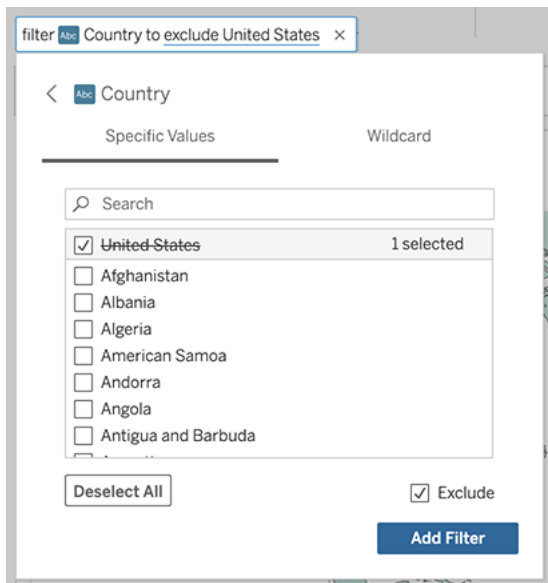 filter Abc Country to exclude United States ×
Abc Country
Specific Values Wildcard
Search
United States 1 selected
Afghanistan
Albania
Algeria
American Samoa
Andorra
Angola
Antigua and Barbuda
Deselect All Exclude
Add Filter